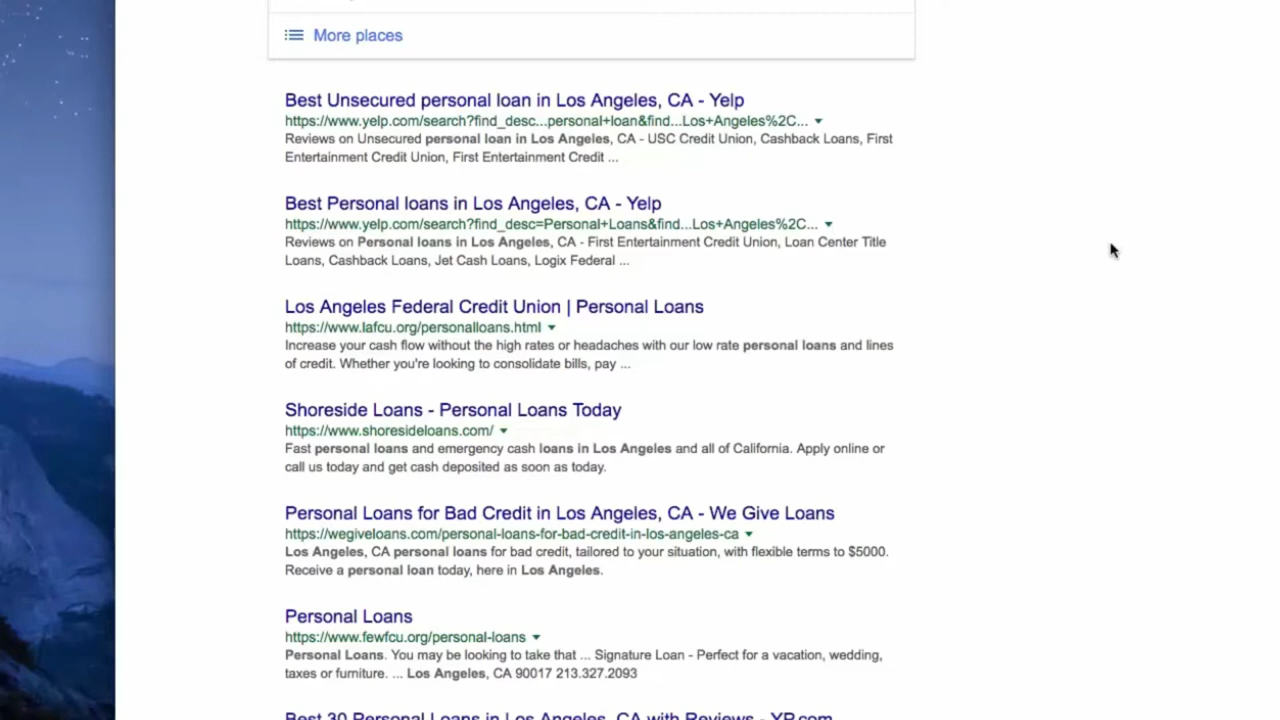 More places
Best Unsecured personal loan in Los Angeles, CA - Yelp
https://www.yelp.com/search?find_desc...personal+loan&find...Los+Angeles%2C...
Reviews on Unsecured personal loan in Los Angeles, CA - USC Credit Union, Cashback Loans, First
Entertainment Credit Union, First Entertainment Credit ...
Best Personal loans in Los Angeles, CA - Yelp
https://www.yelp.com/search?find_desc=Personal+Loans&find...Los+Angeles%2C...
Reviews on Personal loans in Los Angeles, CA - First Entertainment Credit Union, Loan Center Title
Loans, Cashback Loans, Jet Cash Loans, Logix Federal ...
Los Angeles Federal Credit Union | Personal Loans
https://www.lafcu.org/personalloans.html
Increase your cash flow without the high rates or headaches with our low rate personal loans and lines
of credit. Whether you're looking to consolidate bills, pay ...
Shoreside Loans - Personal Loans Today
https://www.shoresideloans.com/
Fast personal loans and emergency cash loans in Los Angeles and all of California. Apply online or
call us today and get cash deposited as soon as today.
Personal Loans for Bad Credit in Los Angeles, CA - We Give Loans
https://wegiveloans.com/personal-loans-for-bad-credit-in-los-angeles-ca
Los Angeles, CA personal loans for bad credit, tailored to your situation, with flexible terms to $5000.
Receive a personal loan today, here in Los Angeles.
Personal Loans
https://www.fewfcu.org/personal-loans
Personal Loans. You may be looking to take that ... Signature Loan - Perfect for a vacation, wedding,
taxes or furniture. ... Los Angeles, CA 90017 213.327.2093
Best 30 Personal Loans in Los Angeles, CA with Reviews - YP.com